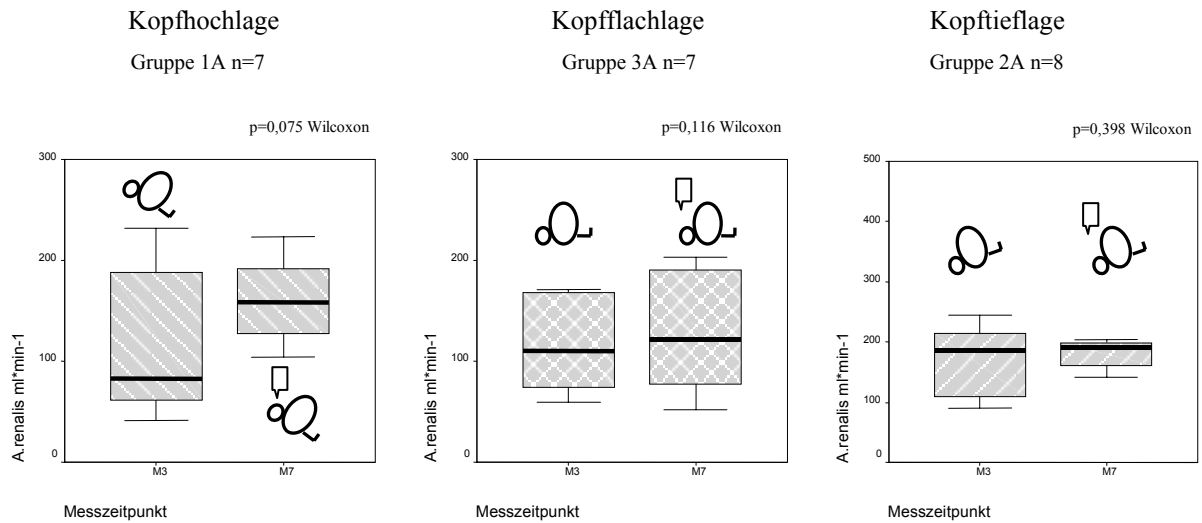 Kopfhochlage
Gruppe 1A n=7
p=0,075 Wilcoxon
300
200
100
0
A.renalis ml*min-1
M3 M7
Messzeitpunkt
Kopfflachlage
Gruppe 3A n=7
p=0,116 Wilcoxon
300
200
100
0
A.renalis ml*min-1
M3 M7
Messzeitpunkt
Kopftieflage
Gruppe 2A n=8
p=0,398 Wilcoxon
500
400
300
200
100
0
A.renalis ml*min-1
M3 M7
Messzeitpunkt